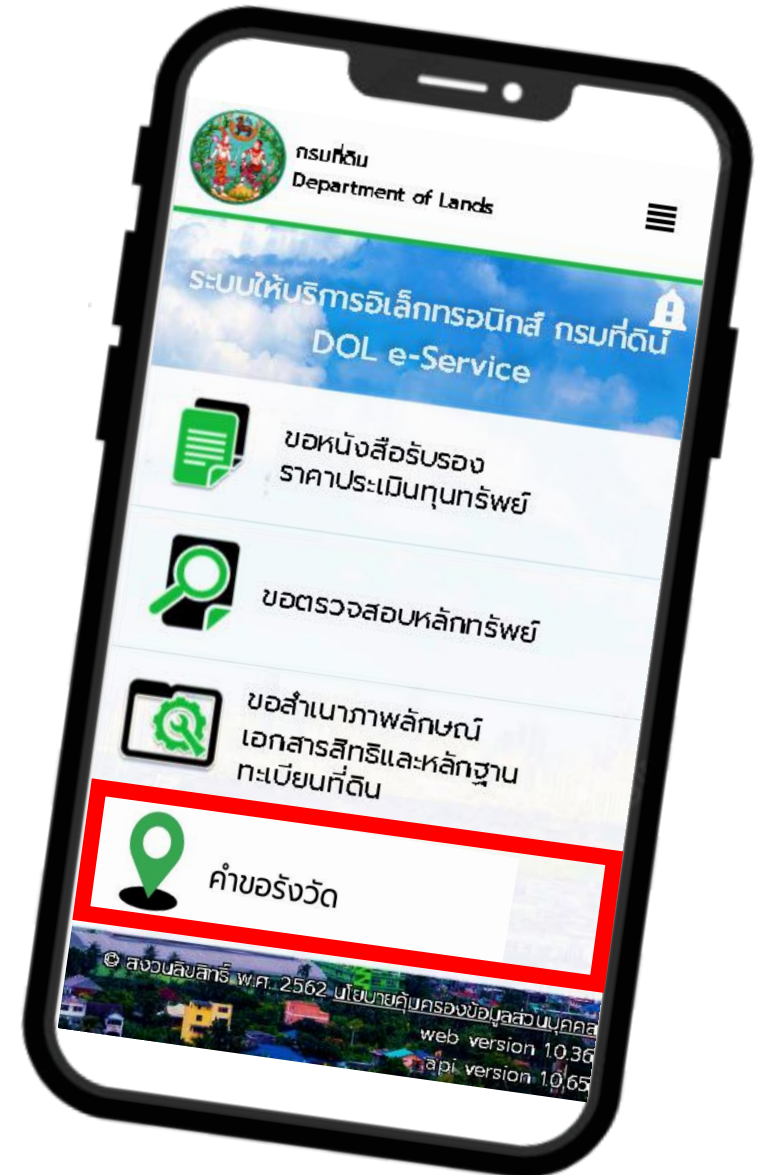 กรมที่ดิน
Department of Lands
ระบบให้บริการอิเล็กทรอนิกส์ กรมที่ดิน
DOL e-Service
ขอหนังสือรับรอง
ราคาประเมินทุนทรัพย์
ขอตรวจสอบหลักทรัพย์
ขอสำเนาภาพลักษณ์
เอกสารสิทธิและหลักฐาน
ทะเบียนที่ดิน
คำขอรังวัด
© สงวนลิขสิทธิ์ พ.ศ. 2562 นโยบายคุ้มครองข้อมูลส่วนบุคคล
web version 1.0.36
api version 1.0.65